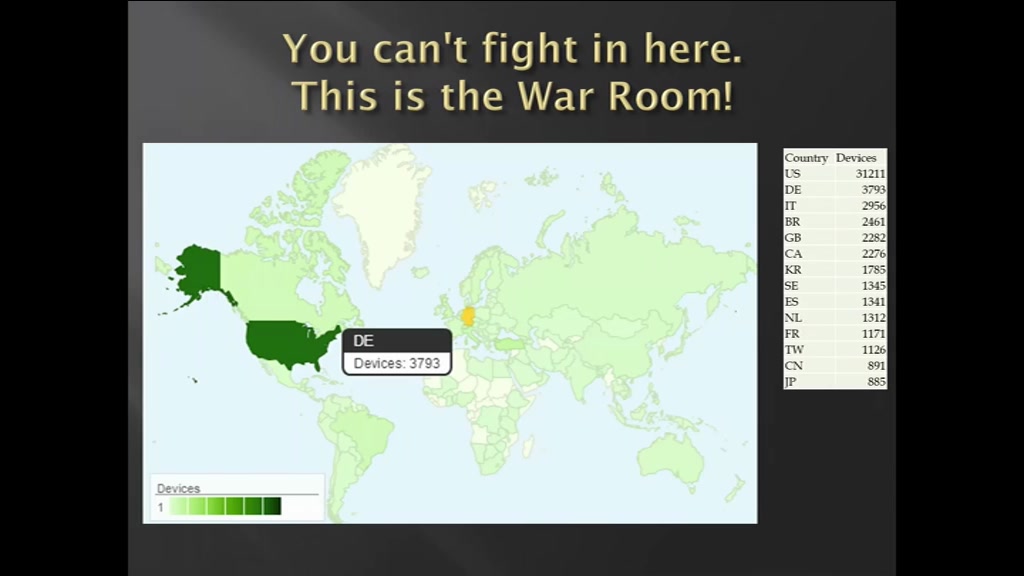 You can't fight in here.
This is the War Room!
Country Devices
US 31211
DE 3793
IT 2956
BR 2461
GB 2282
CA 2276
KR 1785
SE 1345
ES 1341
NL 1312
FR 1171
TW 1126
CN 891
JP 885
DE
Devices: 3793
Devices
1